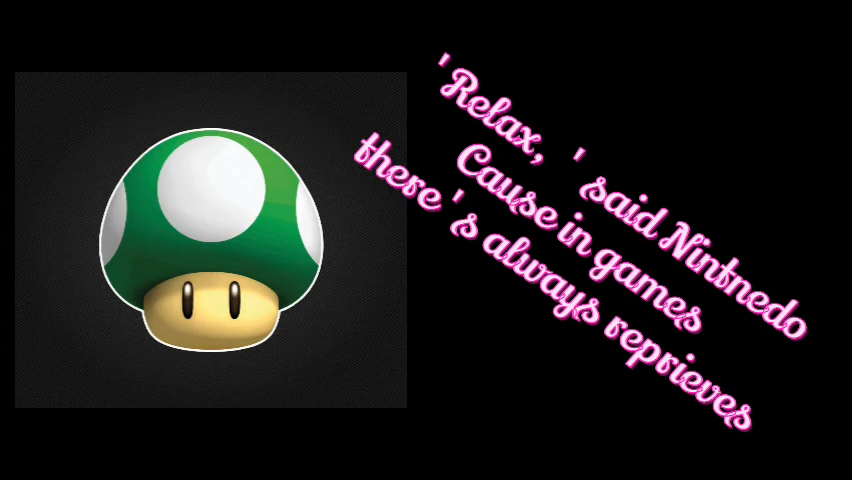 'Relax, ' said Nintnedo
Cause in games
there 's always reprieves